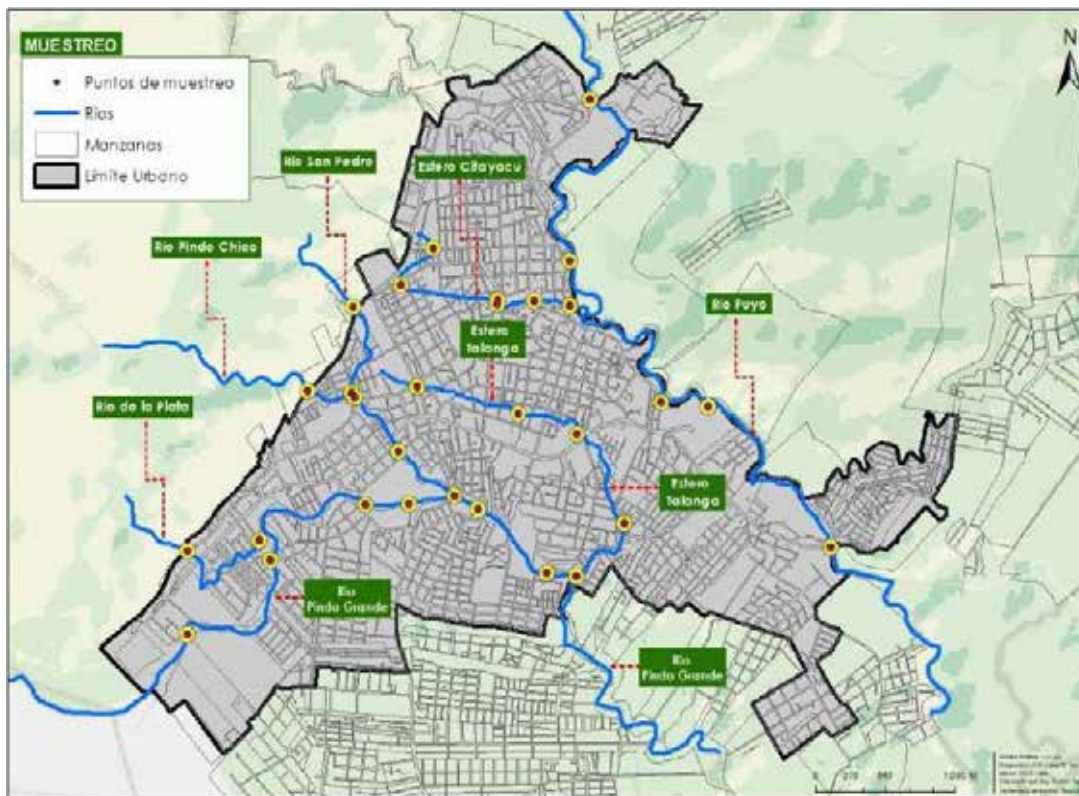 MUESTREO
Puntos de muestreo
Ríos
Manzanas
Límite Urbano
N
Río San Pedro
Estero Citayacu
Río Pindo Chico
Estero
Talanga
Río Puyo
Río de la Plata
Estero
Talanga
Río
Pindo Grande
Río
Pindo Grande
0